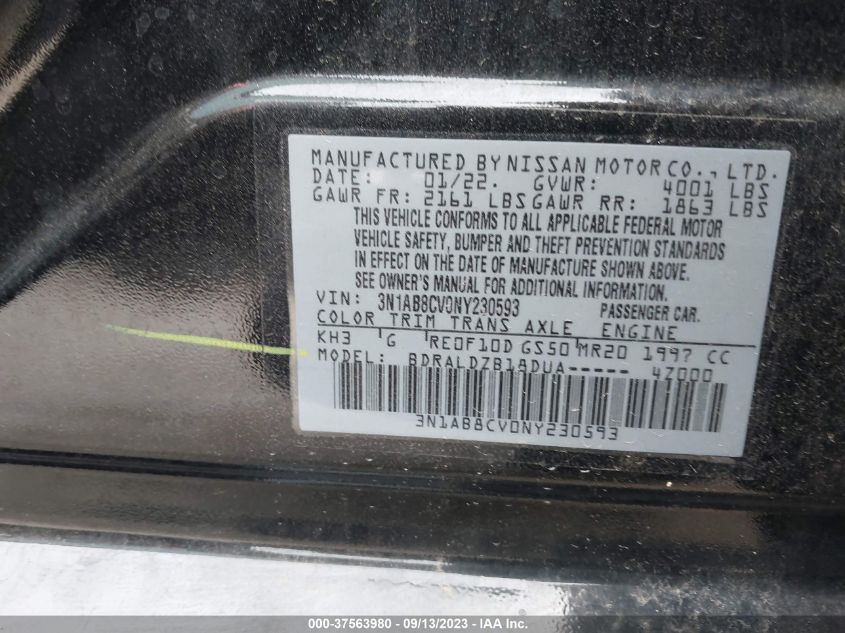 MANUFACTURED BY NISSAN MOTOR CO., LTD.
DATE: 01/22. GVWR: 4001 LBS
GAWR FR: 2161 LBS GAWR RR: 1863 LBS
THIS VEHICLE CONFORMS TO ALL APPLICABLE FEDERAL MOTOR
VEHICLE SAFETY, BUMPER AND THEFT PREVENTION STANDARDS
IN EFFECT ON THE DATE OF MANUFACTURE SHOWN ABOVE.
SEE OWNER'S MANUAL FOR ADDITIONAL INFORMATION.
VIN: 3N1AB8CV0NY230593 PASSENGER CAR.
COLOR TRIM TRANS AXLE ENGINE
KH3 G RE0F10D GS50 MR20 1997 CC
MODEL: BDRALDZB18DUA----- 4Z000
3N1AB8CV0NY230593
000-37563980 - 09/13/2023 - IAAI.COM